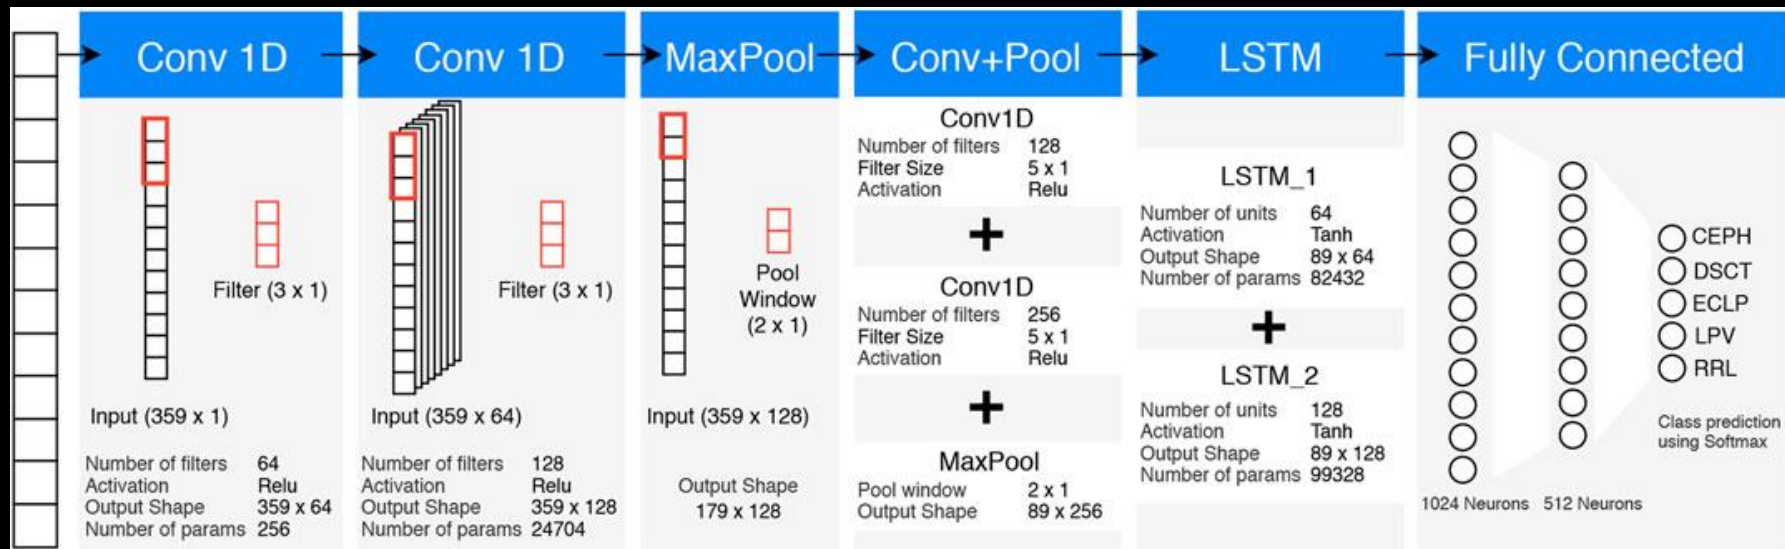 Conv 1D
Filter (3 x 1)
Input (359 x 1)
Number of filters 64
Activation Relu
Output Shape 359 x 64
Number of params 256
Conv 1D
Filter (3 x 1)
Input (359 x 64)
Number of filters 128
Activation Relu
Output Shape 359 x 128
Number of params 24704
MaxPool
Pool
Window
(2 x 1)
Input (359 x 128)
Output Shape
179 x 128
Conv+Pool
Conv1D
Number of filters 128
Filter Size 5 x 1
Activation Relu
+
Conv1D
Number of filters 256
Filter Size 5 x 1
Activation Relu
+
MaxPool
Pool window 2 x 1
Output Shape 89 x 256
LSTM
LSTM_1
Number of units 64
Activation Tanh
Output Shape 89 x 64
Number of params 82432
+
LSTM_2
Number of units 128
Activation Tanh
Output Shape 89 x 128
Number of params 99328
Fully Connected
CEPH
DSCT
ECLP
LPV
RRL
Class prediction
using Softmax
1024 Neurons 512 Neurons